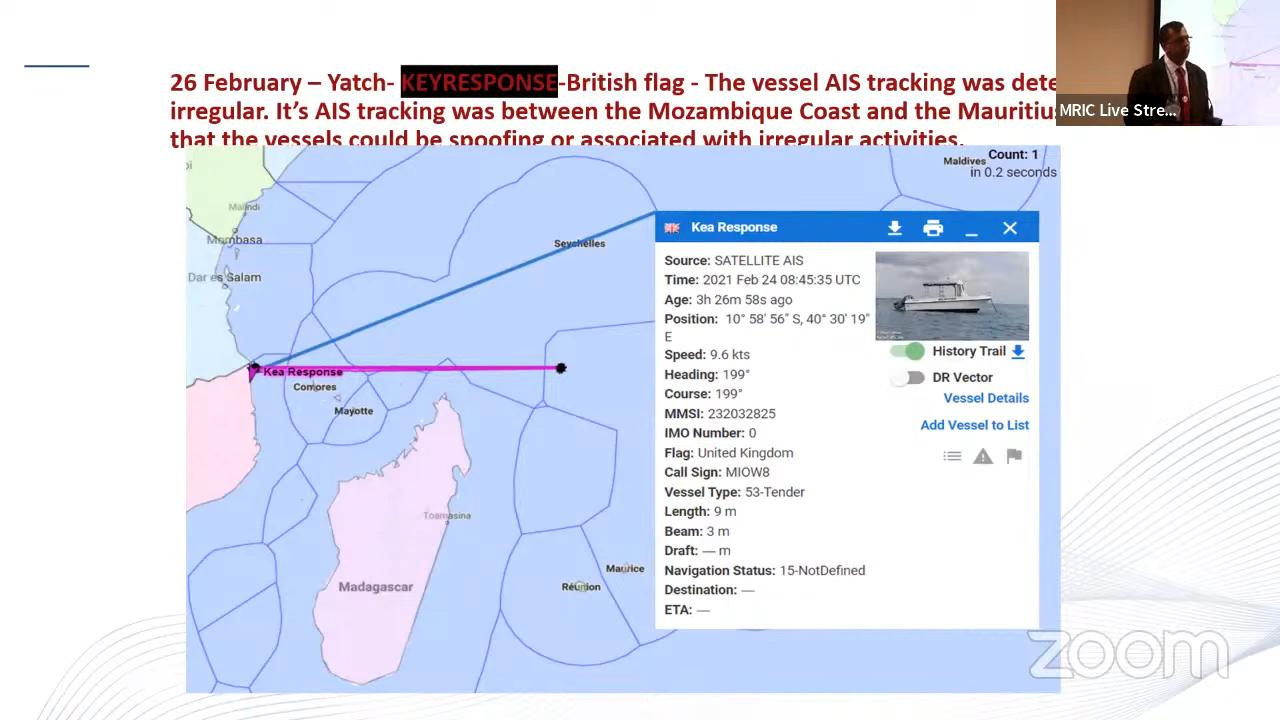 26 February – Yatch- KEYRESPONSE-British flag - The vessel AIS tracking was dete
irregular. It's AIS tracking was between the Mozambique Coast and the Mauritius
that the vessels could be spoofing or associated with irregular activities.
MRIC Live Stre...
Maldives
Count: 1
in 0.2 seconds
Malindi
Mombasa
Dar es Salam
Seychelles
Kea Response
Comores
Mayotte
Toamasina
Madagascar
Maurice
Réunion
Kea Response
Source: SATELLITE AIS
Time: 2021 Feb 24 08:45:35 UTC
Age: 3h 26m 58s ago
Position: 10° 58' 56" S, 40° 30' 19"
E
Speed: 9.6 kts
Heading: 199°
Course: 199°
MMSI: 232032825
IMO Number: 0
Flag: United Kingdom
Call Sign: MIOW8
Vessel Type: 53-Tender
Length: 9 m
Beam: 3 m
Draft: — m
Navigation Status: 15-NotDefined
Destination: —
ETA: —
History Trail
DR Vector
Vessel Details
Add Vessel to List
zoom